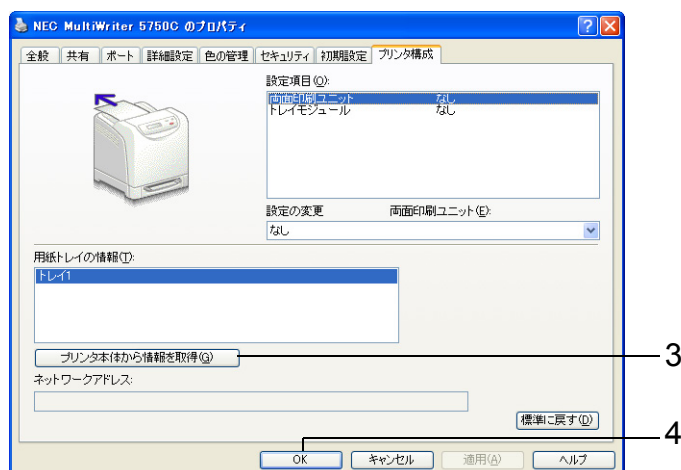 NEC MultiWriter 5750C のプロパティ
全般 共有 ポート 詳細設定 色の管理 セキュリティ 初期設定 プリンタ構成
設定項目(O):
両面印刷ユニット なし
トレイモジュール なし
設定の変更 両面印刷ユニット(E):
なし
用紙トレイの情報(T):
トレイ1
プリンタ本体から情報を取得(G)
3
ネットワークアドレス:
標準に戻す(D)
4
OK キャンセル 適用(A) ヘルプ